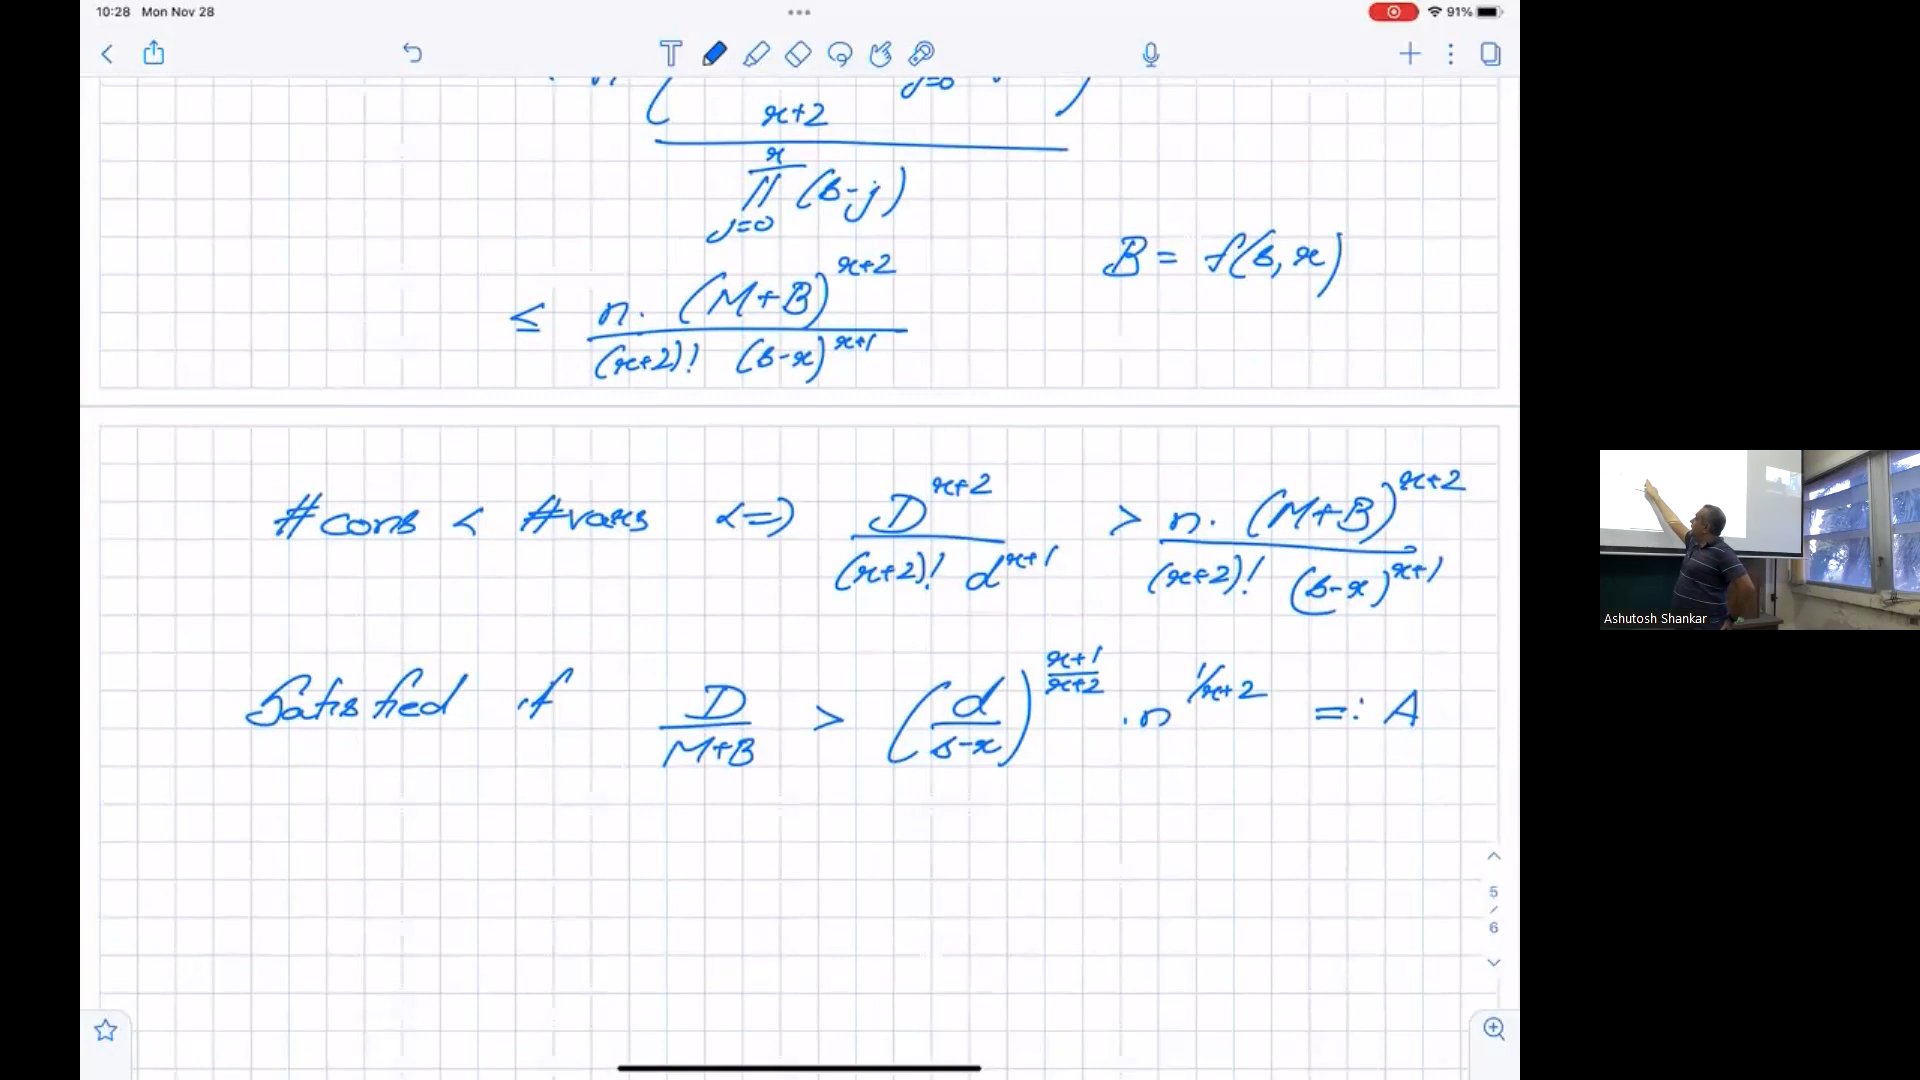 10:28 Mon Nov 28
91%
j=0
r+2
r
∏ (s-j)
j=0
B = f(s, r)
≤ n. (M+B)^{r+2} / (r+2)! (s-r)^{r+1}
#cons < #vars <=> D^{r+2} / (r+2)! d^{r+1} > n. (M+B)^{r+2} / (r+2)! (s-r)^{r+1}
Satisfied if D / M+B > (d / s-r)^{r+1/r+2} . n^{1/r+2} =: A
5
/
6
Ashutosh Shankar